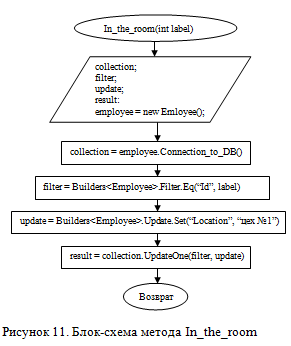 In_the_room(int label)
collection;
filter;
update;
result:
employee = new Emloyee();
collection = employee.Connection_to_DB()
filter = Builders<Employee>.Filter.Eq(“Id”, label)
update = Builders<Employee>.Update.Set(“Location”, “цех №1”)
result = collection.UpdateOne(filter, update)
Возврат
Рисунок 11. Блок-схема метода In_the_room